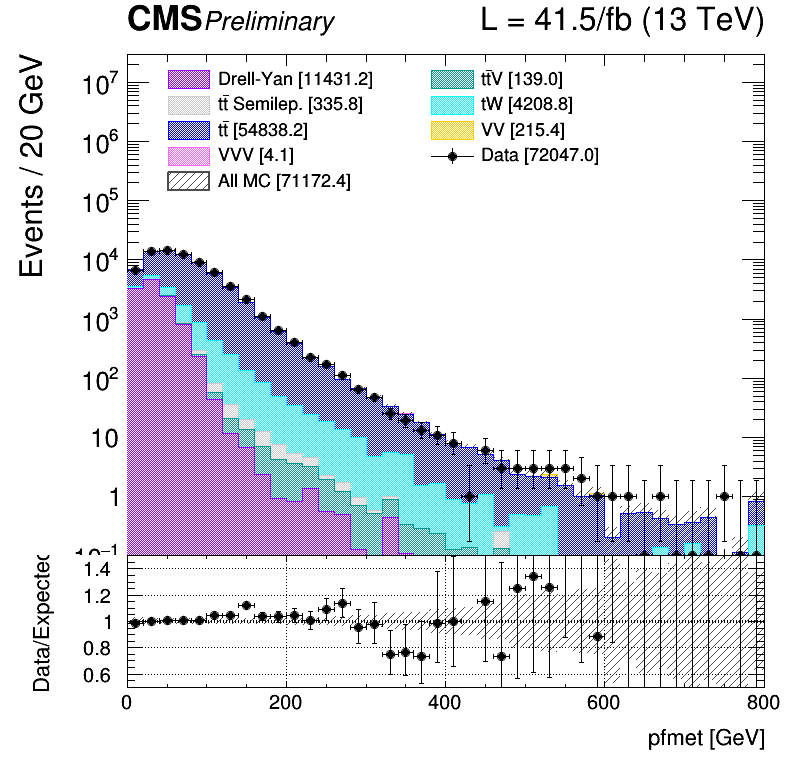 CMS Preliminary L = 41.5/fb (13 TeV)
Events / 20 GeV
10⁷
10⁶
10⁵
10⁴
10³
10²
10
1
10⁻¹
Drell-Yan [11431.2]
tt̄ Semilep. [335.8]
tt̄ [54838.2]
VVV [4.1]
All MC [71172.4]
tt̄V [139.0]
tW [4208.8]
VV [215.4]
Data [72047.0]
Data/Expected
1.4
1.2
1
0.8
0.6
0 200 400 600 800
pfmet [GeV]